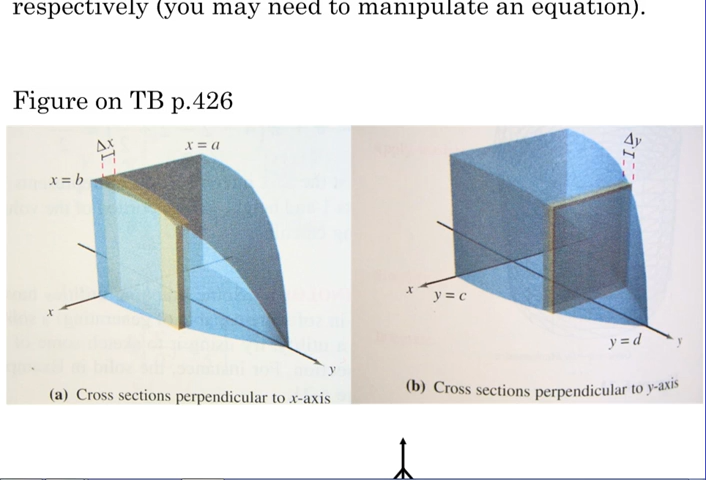 respectively (you may need to manipulate an equation).
Figure on TB p.426
Δx
x = a
x = b
x
y
(a) Cross sections perpendicular to x-axis
Δy
x
y = c
y = d
y
(b) Cross sections perpendicular to y-axis